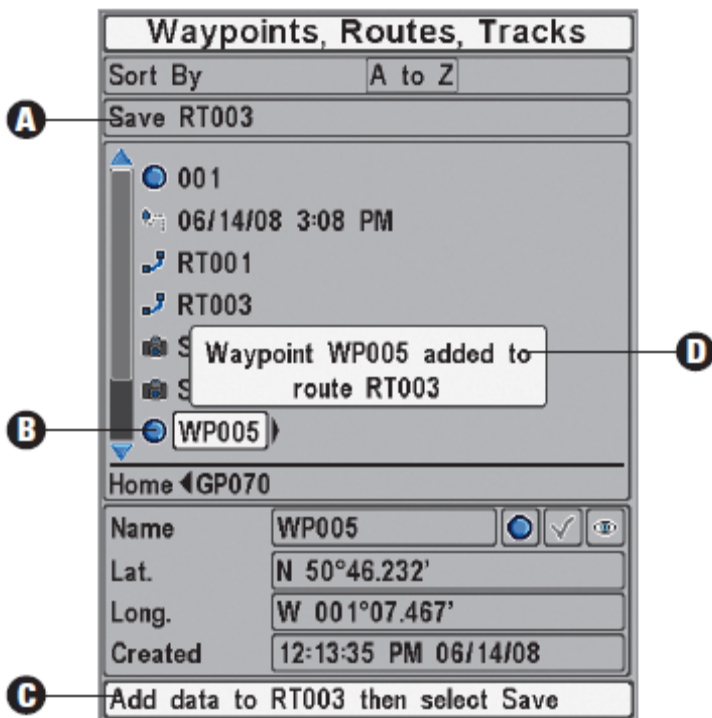 Waypoints, Routes, Tracks
Sort By A to Z
A Save RT003
001
06/14/08 3:08 PM
RT001
RT003
S
Waypoint WP005 added to
route RT003
D
S
B WP005
Home GP070
Name WP005
Lat. N 50°46.232'
Long. W 001°07.467'
Created 12:13:35 PM 06/14/08
C Add data to RT003 then select Save